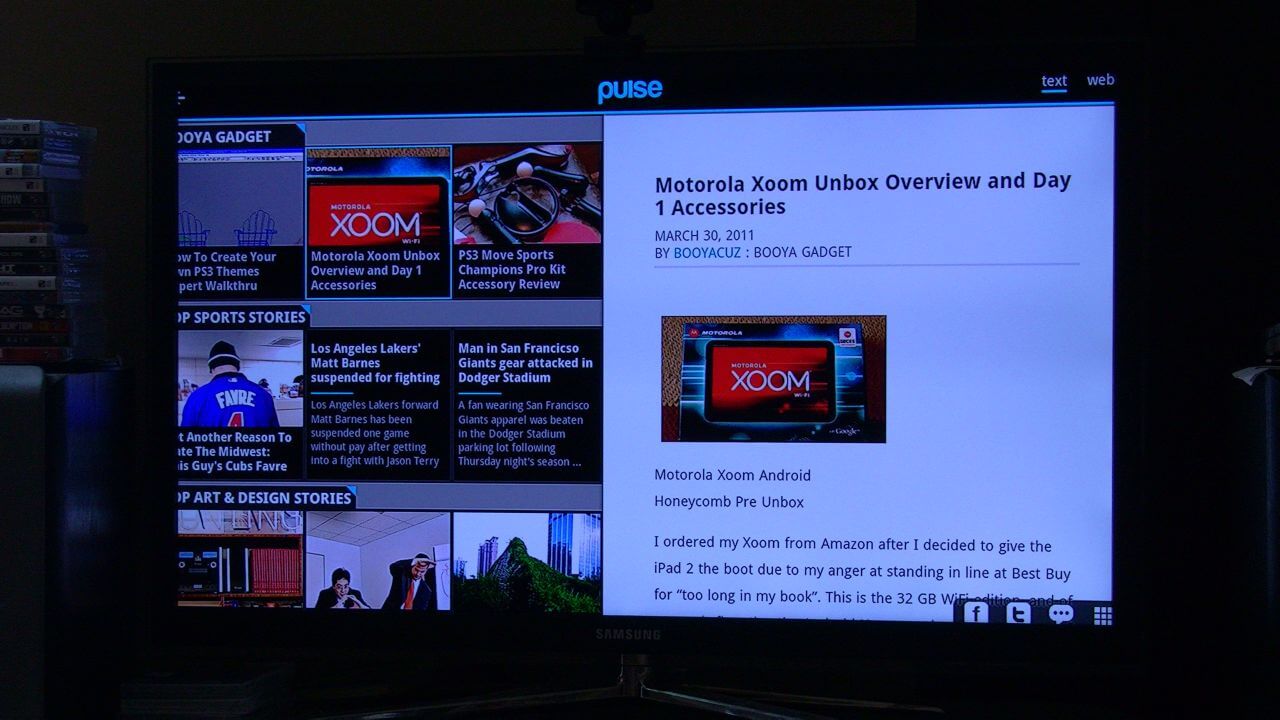 pulse
text web
OOYA GADGET
MOTOROLA
MOTOROLA
XOOM
Wi-Fi
ow To Create Your
wn PS3 Themes
pert Walkthru
Motorola Xoom Unbox
Overview and Day 1
Accessories
PS3 Move Sports
Champions Pro Kit
Accessory Review
OP SPORTS STORIES
FAVRE
4
t Another Reason To
ate The Midwest:
is Guy's Cubs Favre
Los Angeles Lakers'
Matt Barnes
suspended for fighting
Los Angeles Lakers forward
Matt Barnes has been
suspended one game
without pay after getting
into a fight with Jason Terry
Man in San Francicso
Giants gear attacked in
Dodger Stadium
A fan wearing San Francisco
Giants apparel was beaten
in the Dodger Stadium
parking lot following
Thursday night's season ...
OP ART & DESIGN STORIES
Motorola Xoom Unbox Overview and Day
1 Accessories
MARCH 30, 2011
BY BOOYACUZ : BOOYA GADGET
MOTOROLA
MOTOROLA
XOOM
Wi-Fi
Google
Motorola Xoom Android
Honeycomb Pre Unbox
I ordered my Xoom from Amazon after I decided to give the
iPad 2 the boot due to my anger at standing in line at Best Buy
for “too long in my book”. This is the 32 GB WiFi edition, and of
SAMSUNG